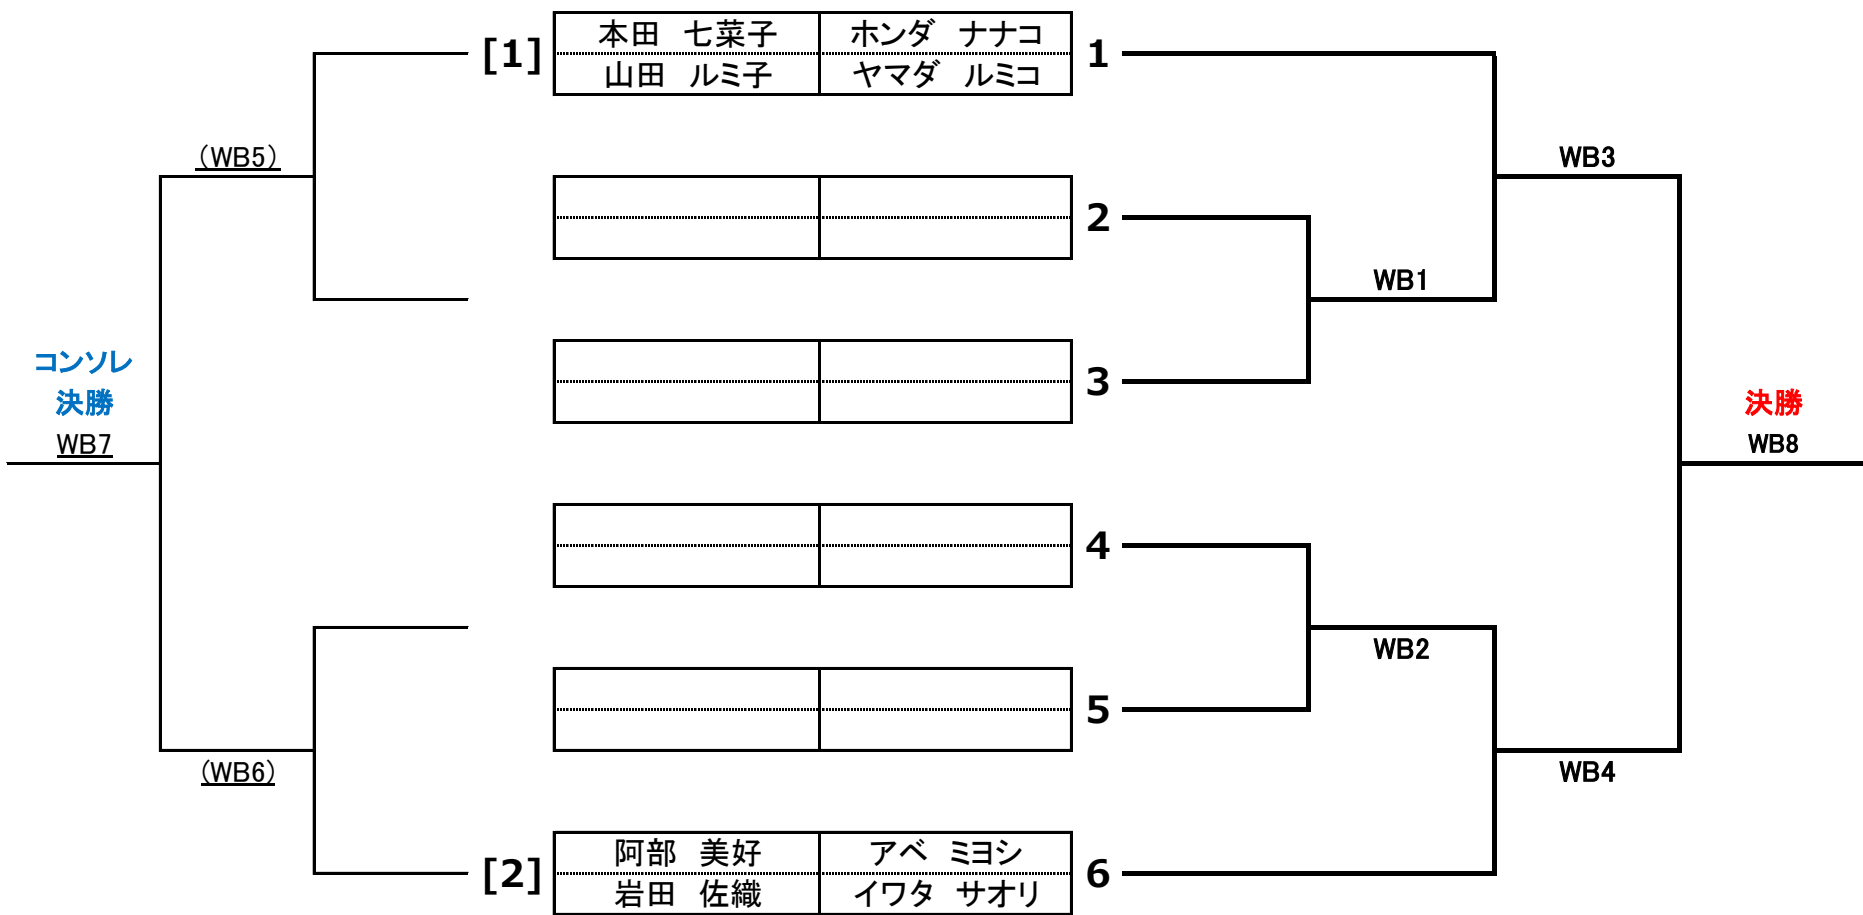 [1] 本田　七菜子 ホンダ　ナナコ 1
山田　ルミ子 ヤマダ　ルミコ
(WB5) WB3
2
WB1
コンソレ
3
決勝 決勝
WB7 WB8
4
WB2
5
(WB6) WB4
[2] 阿部　美好 アベ　ミヨシ 6
岩田　佐織 イワタ　サオリ